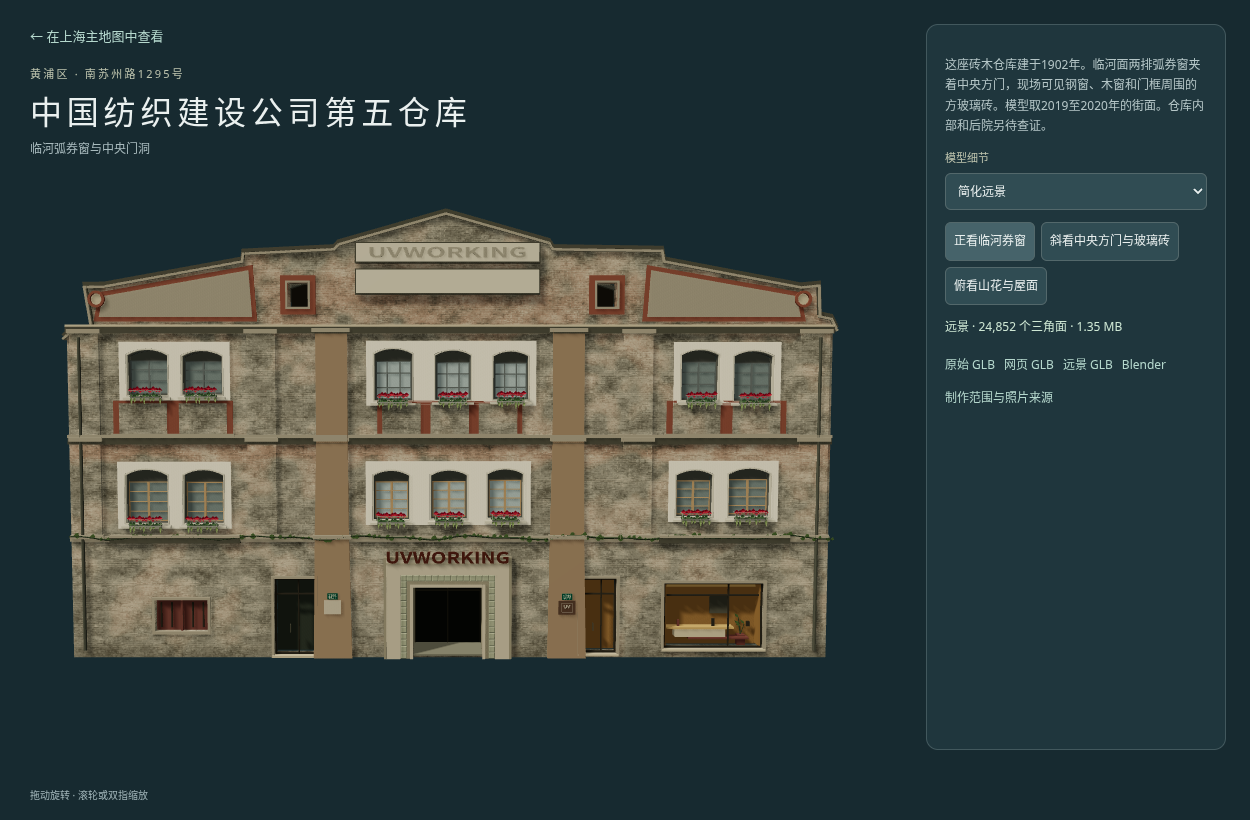 ← 在上海主地图中查看
黄浦区 · 南苏州路1295号
中国纺织建设公司第五仓库
临河弧券窗与中央门洞
UVWORKING
UVWORKING
拖动旋转 · 滚轮或双指缩放
这座砖木仓库建于1902年。临河面两排弧券窗夹
着中央方门，现场可见钢窗、木窗和门框周围的
方玻璃砖。模型取2019至2020年的街面。仓库内
部和后院另待查证。
模型细节
简化远景
正看临河券窗
斜看中央方门与玻璃砖
俯看山花与屋面
远景 · 24,852 个三角面 · 1.35 MB
原始 GLB 网页 GLB 远景 GLB Blender
制作范围与照片来源